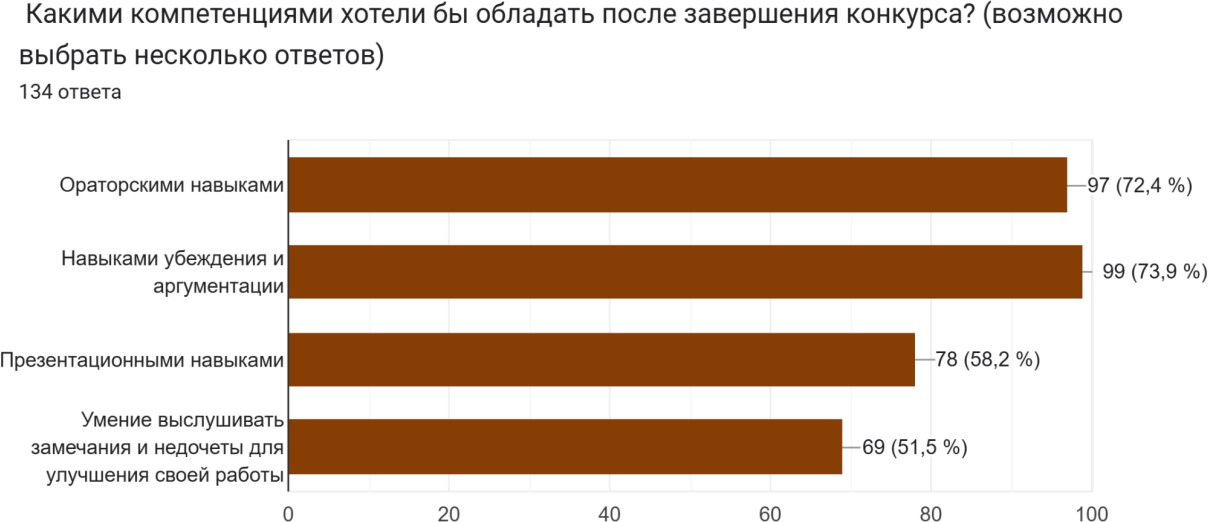 Какими компетенциями хотели бы обладать после завершения конкурса? (возможно
выбрать несколько ответов)
134 ответа
Ораторскими навыками
97 (72,4 %)
Навыками убеждения и
аргументации
99 (73,9 %)
Презентационными навыками
78 (58,2 %)
Умение выслушивать
замечания и недочеты для
улучшения своей работы
69 (51,5 %)
0 20 40 60 80 100